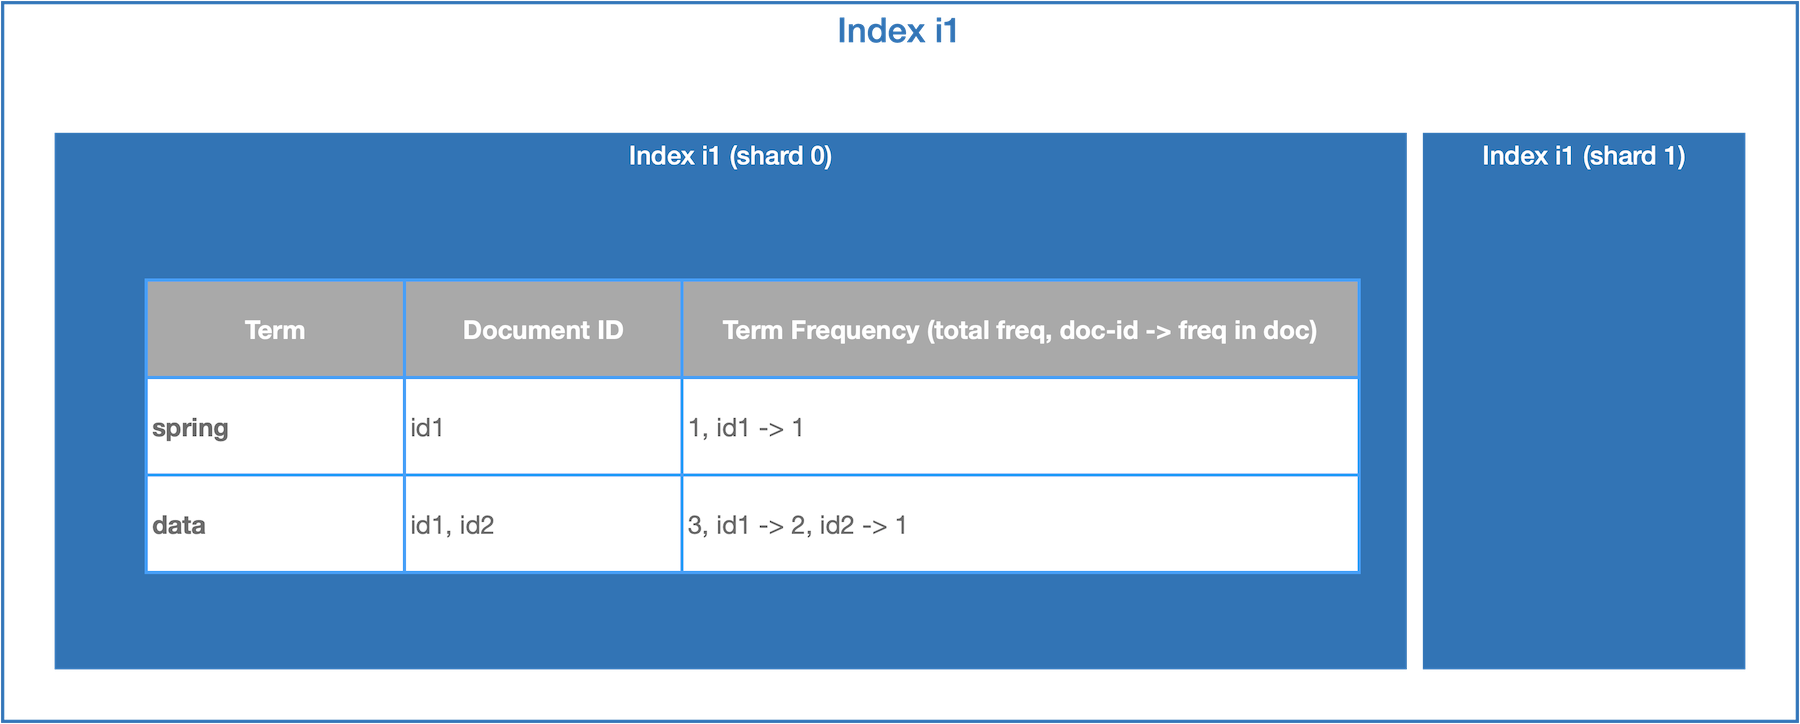 Index i1
Index i1 (shard 0)
Index i1 (shard 1)
Term Document ID Term Frequency (total freq, doc-id -> freq in doc)
spring id1 1, id1 -> 1
data id1, id2 3, id1 -> 2, id2 -> 1